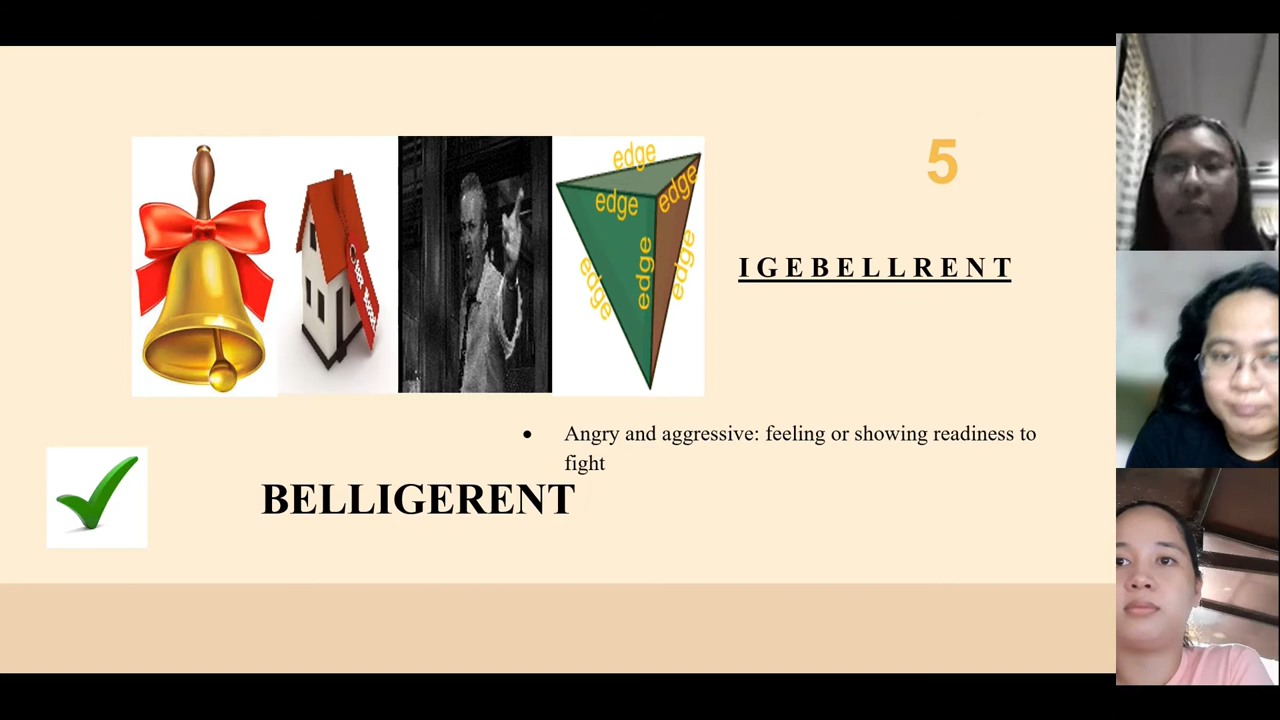 5
edge
edge
edge
edge
edge
edge
I G E B E L L R E N T
• Angry and aggressive: feeling or showing readiness to
fight
BELLIGERENT